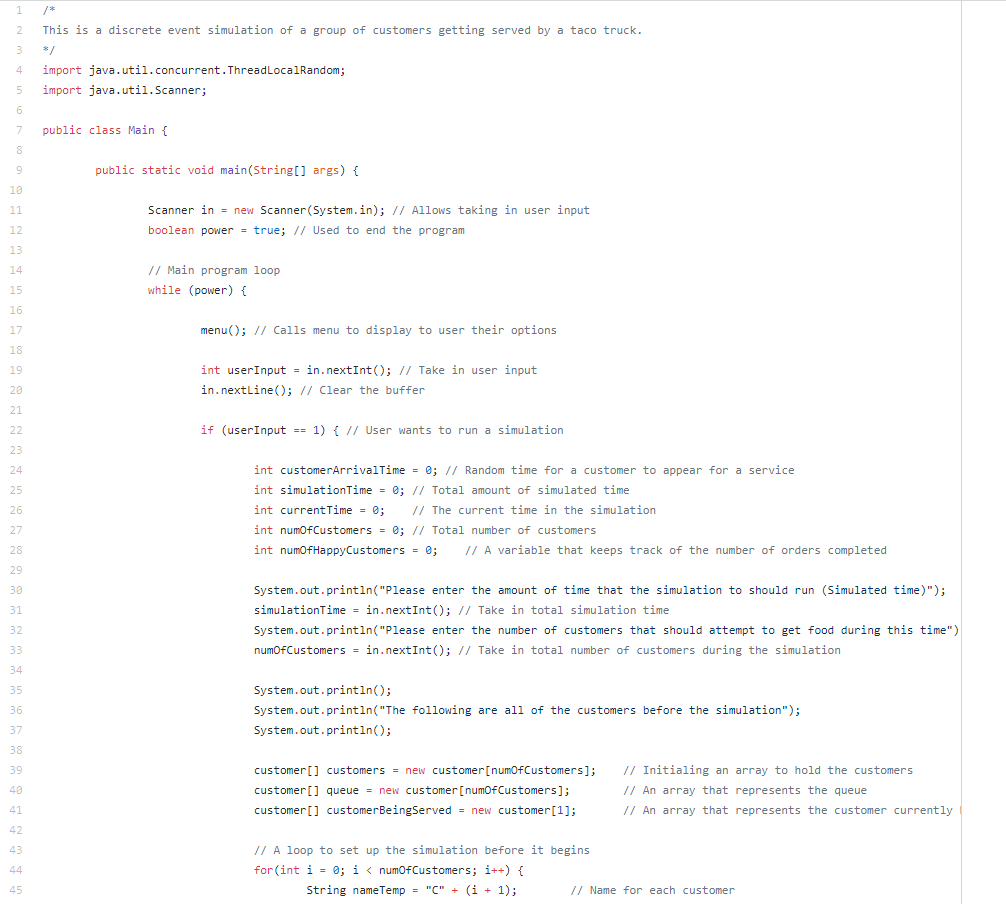 1 /*
2 This is a discrete event simulation of a group of customers getting served by a taco truck.
3 */
4 import java.util.concurrent.ThreadLocalRandom;
5 import java.util.Scanner;
6
7 public class Main {
8
9 public static void main(String[] args) {
10
11 Scanner in = new Scanner(System.in); // Allows taking in user input
12 boolean power = true; // Used to end the program
13
14 // Main program loop
15 while (power) {
16
17 menu(); // Calls menu to display to user their options
18
19 int userInput = in.nextInt(); // Take in user input
20 in.nextLine(); // Clear the buffer
21
22 if (userInput == 1) { // User wants to run a simulation
23
24 int customerArrivalTime = 0; // Random time for a customer to appear for a service
25 int simulationTime = 0; // Total amount of simulated time
26 int currentTime = 0; // The current time in the simulation
27 int numOfCustomers = 0; // Total number of customers
28 int numOfHappyCustomers = 0; // A variable that keeps track of the number of orders completed
29
30 System.out.println("Please enter the amount of time that the simulation to should run (Simulated time)");
31 simulationTime = in.nextInt(); // Take in total simulation time
32 System.out.println("Please enter the number of customers that should attempt to get food during this time")
33 numOfCustomers = in.nextInt(); // Take in total number of customers during the simulation
34
35 System.out.println();
36 System.out.println("The following are all of the customers before the simulation");
37 System.out.println();
38
39 customer[] customers = new customer[numOfCustomers]; // Initialing an array to hold the customers
40 customer[] queue = new customer[numOfCustomers]; // An array that represents the queue
41 customer[] customerBeingServed = new customer[1]; // An array that represents the customer currently
42
43 // A loop to set up the simulation before it begins
44 for(int i = 0; i < numOfCustomers; i++) {
45 String nameTemp = "C" + (i + 1); // Name for each customer